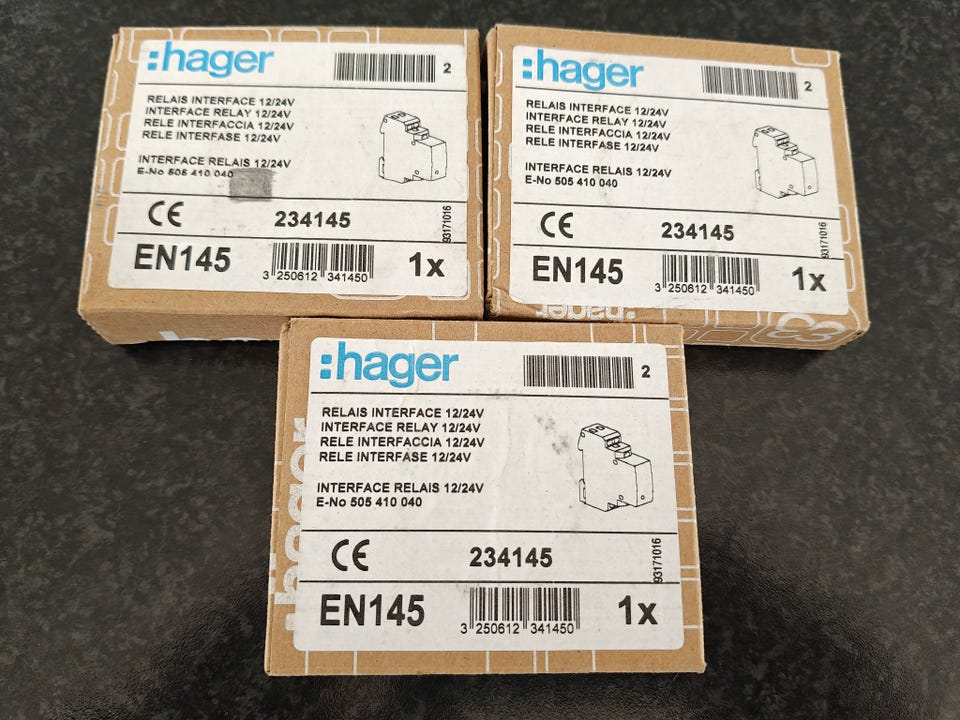 :hager
2
RELAIS INTERFACE 12/24V
INTERFACE RELAY 12/24V
RELE INTERFACCIA 12/24V
RELE INTERFASE 12/24V
INTERFACE RELAIS 12/24V
E-No 505 410 040
CE
234145
93171016
EN145
3 250612 341450
1x
:hager
2
RELAIS INTERFACE 12/24V
INTERFACE RELAY 12/24V
RELE INTERFACCIA 12/24V
RELE INTERFASE 12/24V
INTERFACE RELAIS 12/24V
E-No 505 410 040
CE
234145
93171016
EN145
3 250612 341450
1x
:hager
:hager
2
RELAIS INTERFACE 12/24V
INTERFACE RELAY 12/24V
RELE INTERFACCIA 12/24V
RELE INTERFASE 12/24V
INTERFACE RELAIS 12/24V
E-No 505 410 040
CE
234145
93171016
EN145
3 250612 341450
1x
hager